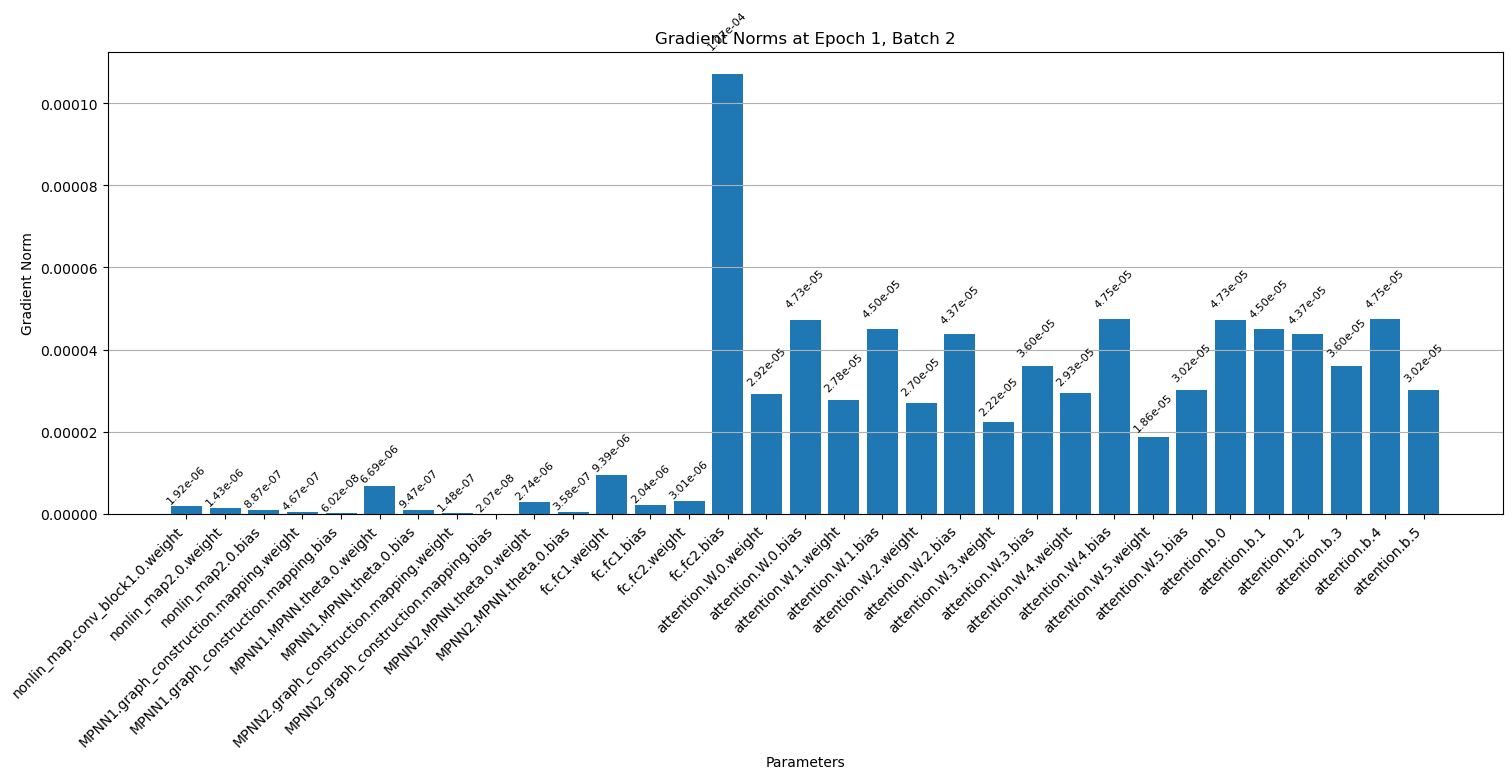 Gradient Norms at Epoch 1, Batch 2
Gradient Norm
0.00010
0.00008
0.00006
0.00004
0.00002
0.00000
1.92e-06
1.43e-06
8.87e-07
4.67e-07
6.02e-08
6.69e-06
9.47e-07
1.48e-07
2.07e-08
2.74e-06
3.58e-07
9.39e-06
2.04e-06
3.01e-06
1.07e-04
2.92e-05
4.73e-05
2.78e-05
4.50e-05
2.70e-05
4.37e-05
2.22e-05
3.60e-05
2.93e-05
4.75e-05
1.86e-05
3.02e-05
4.73e-05
4.50e-05
4.37e-05
3.60e-05
4.75e-05
3.02e-05
nonlin_map.conv_block1.0.weight
nonlin_map2.0.weight
nonlin_map2.0.bias
MPNN1.graph_construction.mapping.weight
MPNN1.graph_construction.mapping.bias
MPNN1.MPNN.theta.0.weight
MPNN1.MPNN.theta.0.bias
MPNN2.graph_construction.mapping.weight
MPNN2.graph_construction.mapping.bias
MPNN2.MPNN.theta.0.weight
MPNN2.MPNN.theta.0.bias
fc.fc1.weight
fc.fc1.bias
fc.fc2.weight
fc.fc2.bias
attention.W.0.weight
attention.W.0.bias
attention.W.1.weight
attention.W.1.bias
attention.W.2.weight
attention.W.2.bias
attention.W.3.weight
attention.W.3.bias
attention.W.4.weight
attention.W.4.bias
attention.W.5.weight
attention.W.5.bias
attention.b.0
attention.b.1
attention.b.2
attention.b.3
attention.b.4
attention.b.5
Parameters